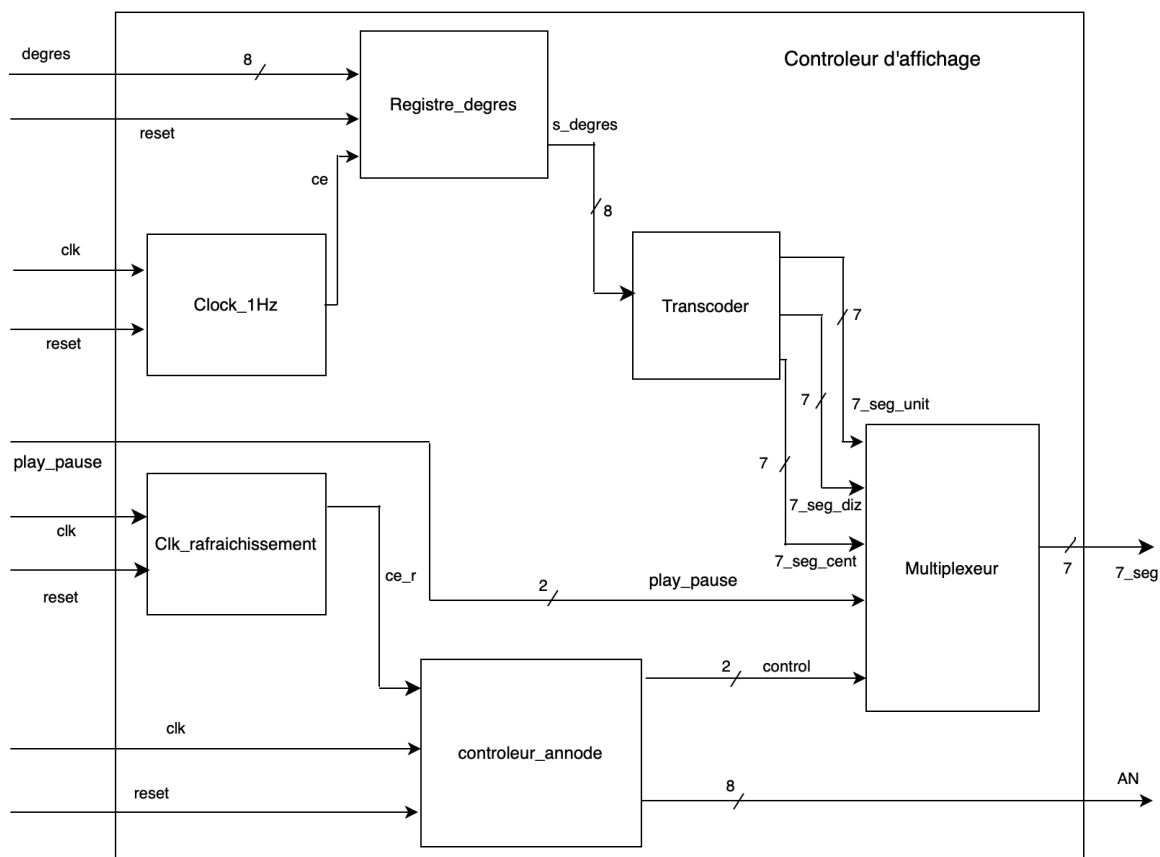 degres
8
Controleur d'affichage
Registre_degres
reset
s_degres
ce
8
clk
Clock_1Hz
Transcoder
7
reset
7
7_seg_unit
play_pause
7
7_seg_diz
clk
Clk_rafraichissement
7_seg_cent
Multiplexeur
7
7_seg
ce_r
2
play_pause
reset
2
control
clk
controleur_annode
AN
reset
8